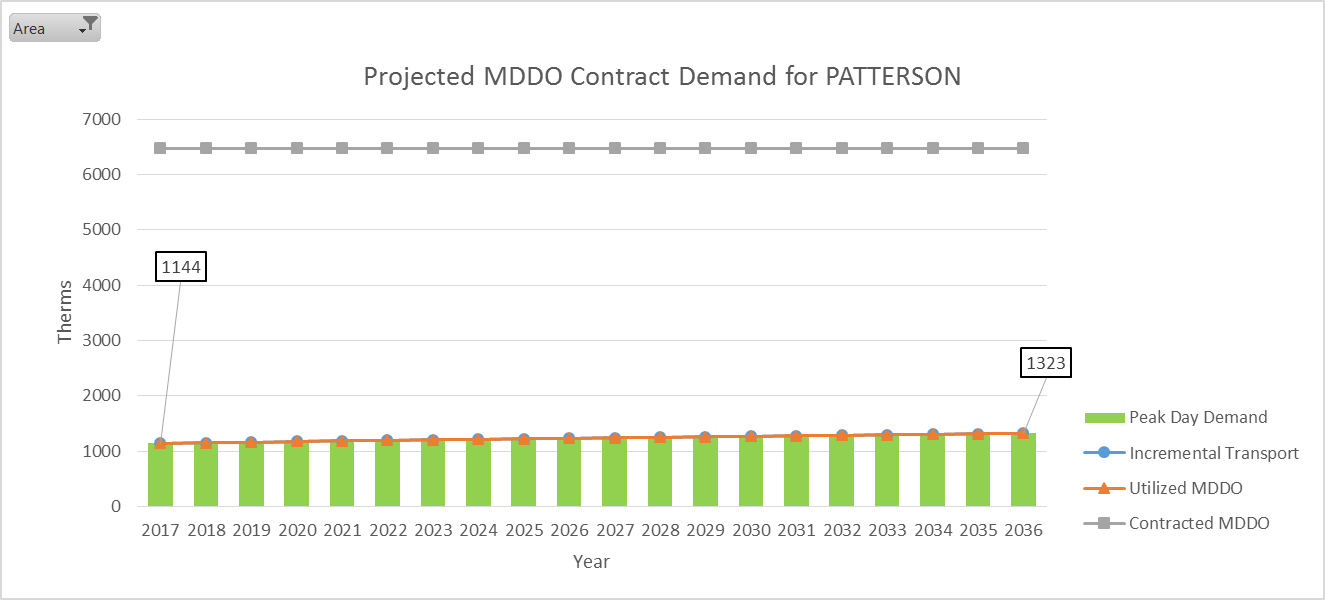 Area
Projected MDDO Contract Demand for PATTERSON
7000
6000
5000
4000
3000
2000
1000
0
Therms
1144
1323
2017 2018 2019 2020 2021 2022 2023 2024 2025 2026 2027 2028 2029 2030 2031 2032 2033 2034 2035 2036
Year
Peak Day Demand
Incremental Transport
Utilized MDDO
Contracted MDDO